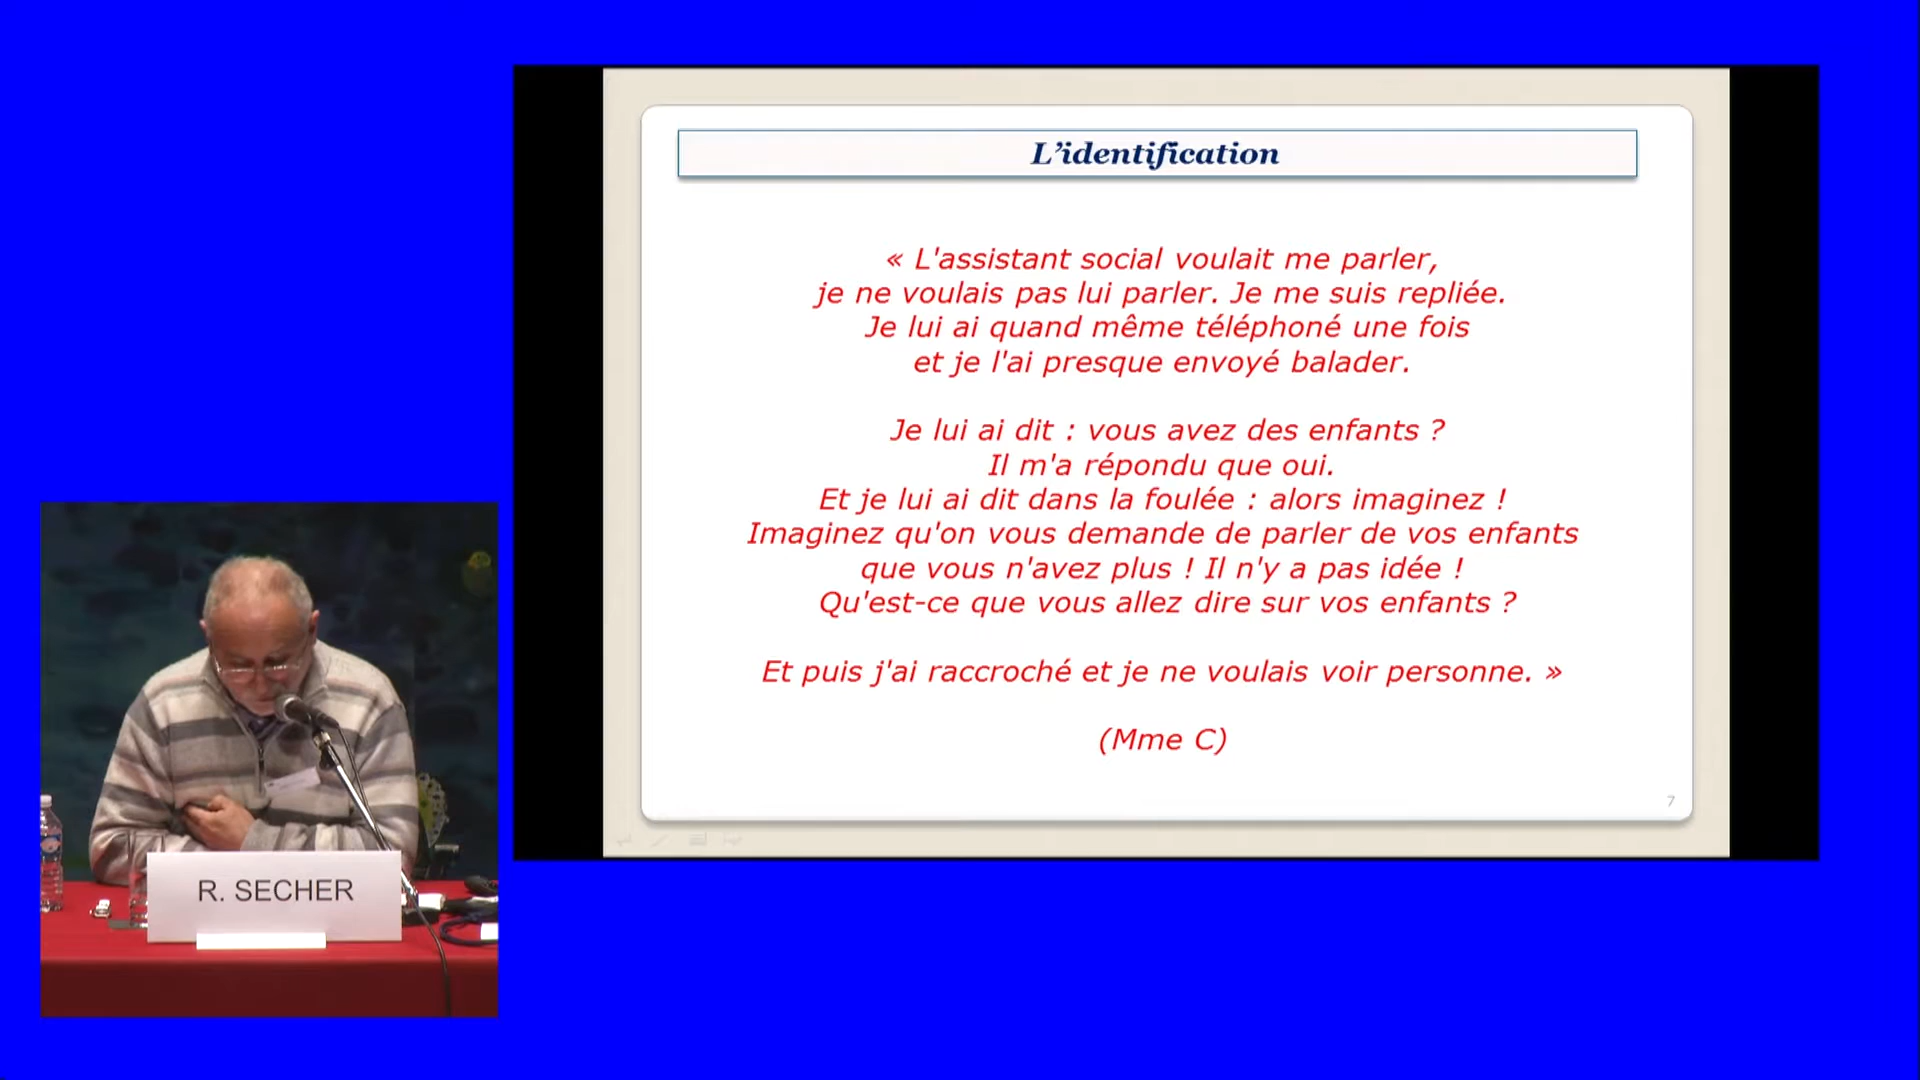 L’identification
« L'assistant social voulait me parler,
je ne voulais pas lui parler. Je me suis repliée.
Je lui ai quand même téléphoné une fois
et je l'ai presque envoyé balader.
Je lui ai dit : vous avez des enfants ?
Il m'a répondu que oui.
Et je lui ai dit dans la foulée : alors imaginez !
Imaginez qu'on vous demande de parler de vos enfants
que vous n'avez plus ! Il n'y a pas idée !
Qu'est-ce que vous allez dire sur vos enfants ?
Et puis j'ai raccroché et je ne voulais voir personne. »
(Mme C)
7
R. SECHER